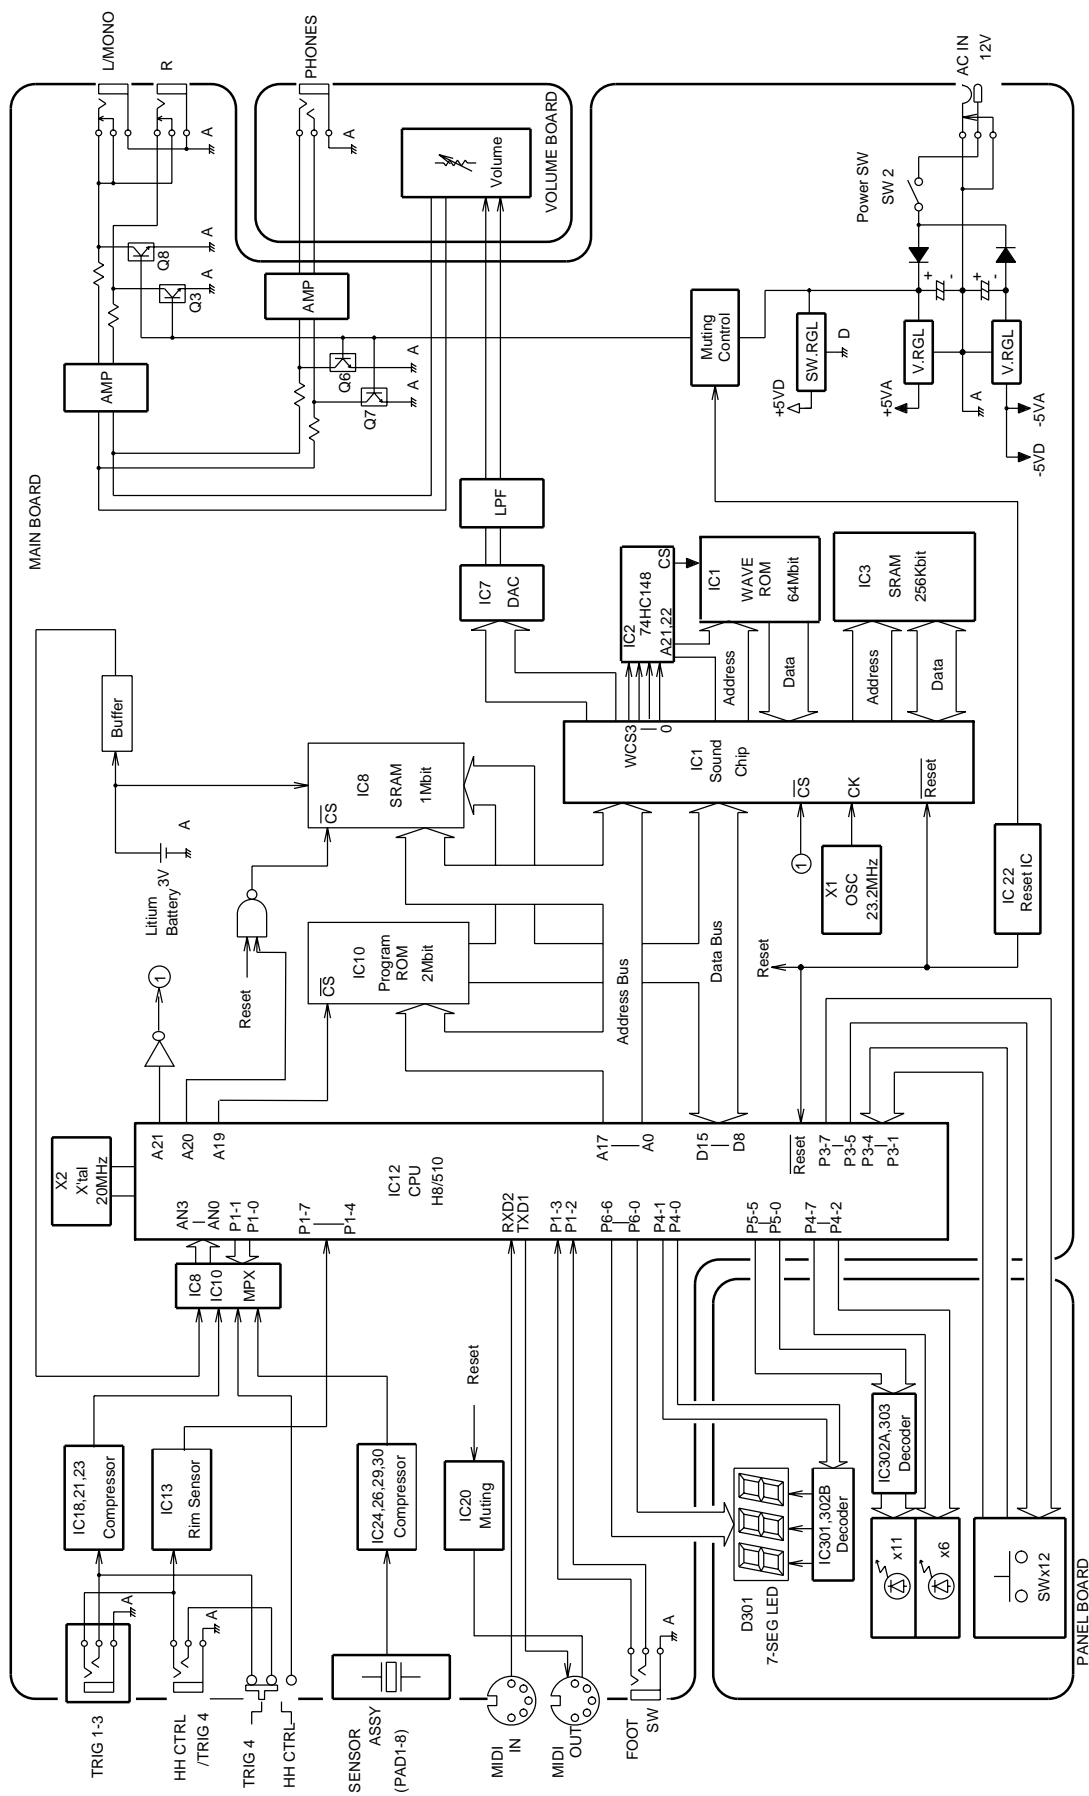 MAIN BOARD
L/MONO
R
A
Q8
A
Q3
A
AMP
PHONES
A
AMP
Q6
A
Q7
A
Volume
VOLUME BOARD
AC IN
12V
Power SW
SW 2
+
-
+
-
Muting
Control
SW.RGL
D
+5VD
V.RGL
+5VA
V.RGL
A
-5VA
-5VD
LPF
IC7
DAC
IC2
74HC148
CS
A21,22
IC1
WAVE
ROM
64Mbit
IC3
SRAM
256Kbit
Address
Data
Address
Data
WCS3
0
IC1
Sound
Chip
CS
CK
Reset
1
X1
OSC
23.2MHz
IC 22
Reset IC
Reset
Buffer
Litium
Battery
3V
A
IC8
SRAM
1Mbit
CS
Reset
1
IC10
Program
ROM
2Mbit
CS
Address Bus
Data Bus
X2
X'tal
20MHz
A21
A20
A19
A17
A0
D15
D8
Reset
P3-7
P3-5
P3-4
P3-1
IC12
CPU
H8/510
AN3
AN0
P1-1
P1-0
P1-7
P1-4
RXD2
TXD1
P1-3
P1-2
P6-6
P6-0
P4-1
P4-0
P5-5
P5-0
P4-7
P4-2
IC8
IC10
MPX
IC18,21,23
Compressor
IC13
Rim Sensor
IC24,26,29,30
Compressor
IC20
Muting
Reset
TRIG 1-3
A
HH CTRL
/TRIG 4
A
TRIG 4
HH CTRL
SENSOR
ASSY
(PAD1-8)
MIDI
IN
MIDI
OUT
FOOT
SW
A
D301
7-SEG LED
IC301,302B
Decoder
IC302A,303
Decoder
x11
x6
SWx12
PANEL BOARD